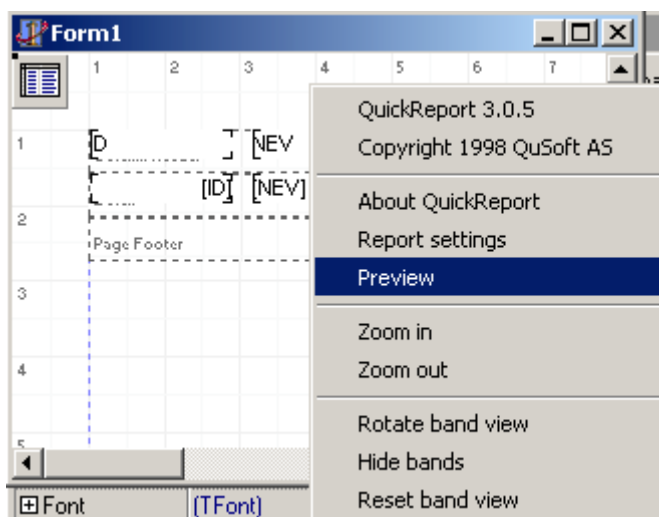 Form1
1 2 3 4 5 6 7
1
D NEV
[ID] [NEV]
2
Page Footer
3
4
5
QuickReport 3.0.5
Copyright 1998 QuSoft AS
About QuickReport
Report settings
Preview
Zoom in
Zoom out
Rotate band view
Hide bands
Reset band view
Font (TFont)